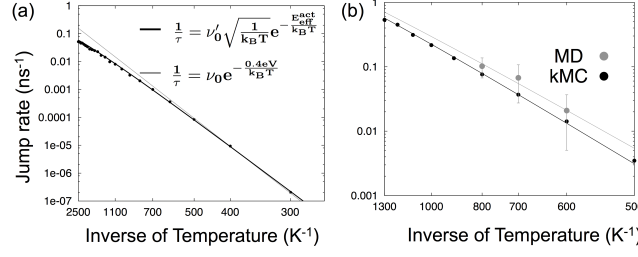 (a)
1
0.1
0.01
0.001
0.0001
1e-05
1e-06
1e-07
Jump rate (ns⁻¹)
1/τ = ν₀′√(1/k_BT) e^(−E_eff^act/k_BT)
1/τ = ν₀e^(−0.4eV/k_BT)
2500 1100 700 500 400 300
Inverse of Temperature (K⁻¹)
(b)
1
0.1
0.01
0.001
MD
kMC
1300 1000 800 700 600 500
Inverse of Temperature (K⁻¹)